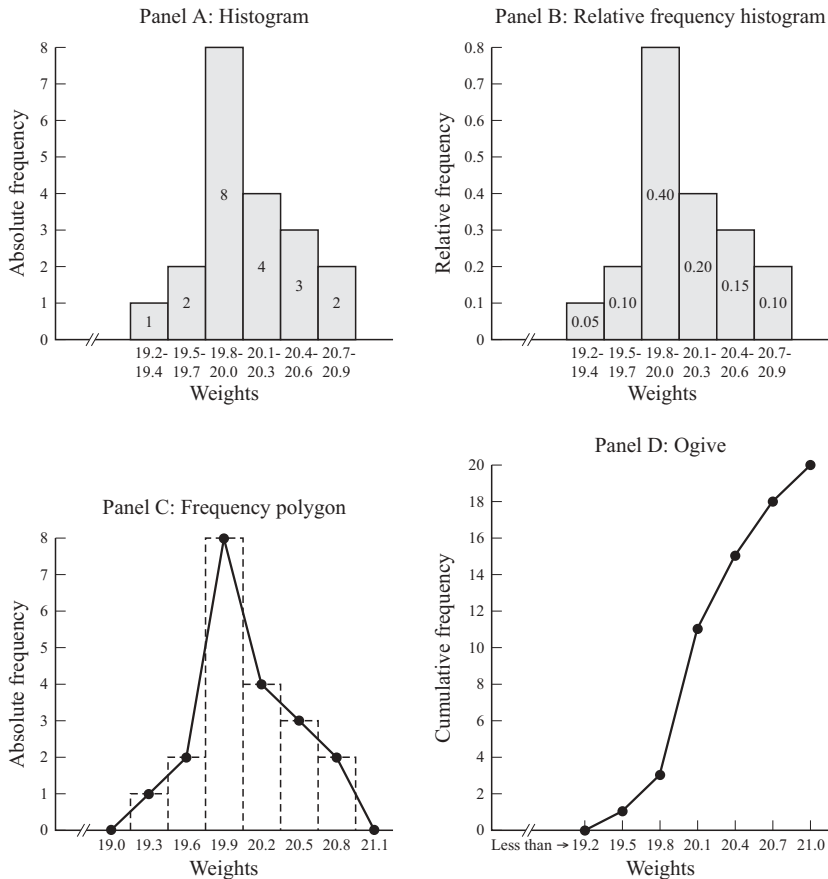 Panel A: Histogram
Absolute frequency
8
7
6
5
4
3
2
1
0
1
2
8
4
3
2
19.2- 19.5- 19.8- 20.1- 20.4- 20.7-
19.4 19.7 20.0 20.3 20.6 20.9
Weights
Panel B: Relative frequency histogram
Relative frequency
0.8
0.7
0.6
0.5
0.4
0.3
0.2
0.1
0
0.05
0.10
0.40
0.20
0.15
0.10
19.2- 19.5- 19.8- 20.1- 20.4- 20.7-
19.4 19.7 20.0 20.3 20.6 20.9
Weights
Panel C: Frequency polygon
Absolute frequency
8
7
6
5
4
3
2
1
0
19.0 19.3 19.6 19.9 20.2 20.5 20.8 21.1
Weights
Panel D: Ogive
Cumulative frequency
20
18
16
14
12
10
8
6
4
2
0
Less than → 19.2 19.5 19.8 20.1 20.4 20.7 21.0
Weights